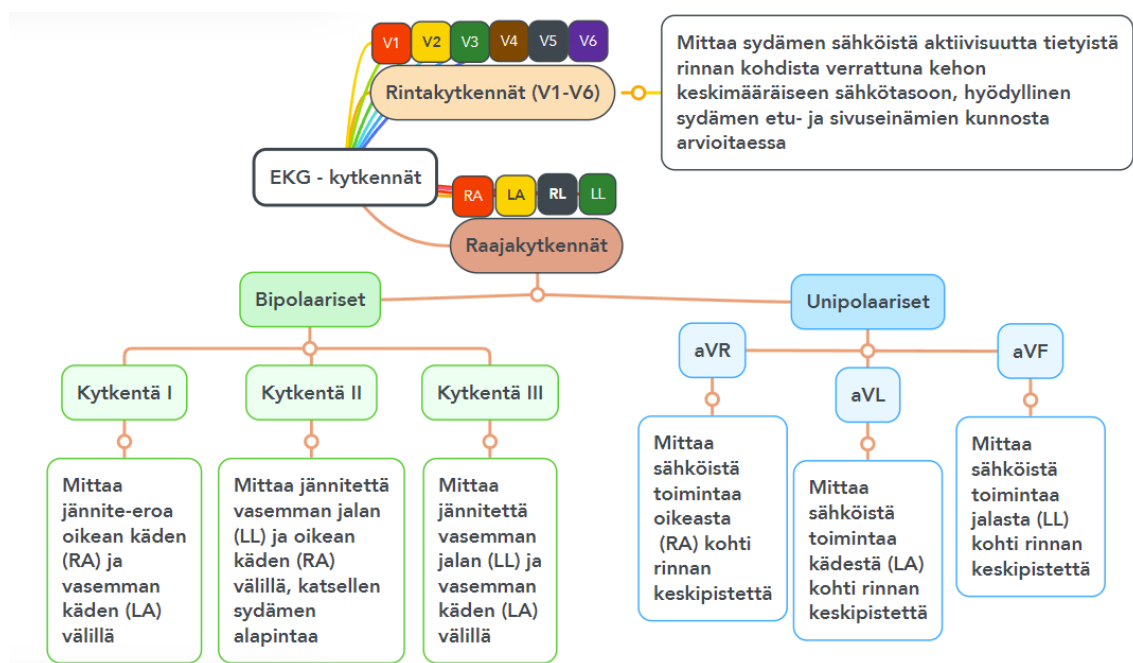 V1 V2 V3 V4 V5 V6
Rintakytkennät (V1-V6)
Mittaa sydämen sähköistä aktiivisuutta tietyistä
rinnan kohdista verrattuna kehon
keskimääräiseen sähkötasoon, hyödyllinen
sydämen etu- ja sivuseinämien kunnosta
arvioitaessa
EKG - kytkennät
RA LA RL LL
Raajakytkennät
Bipolaariset
Kytkentä I
Mittaa
jännite-eroa
oikean käden
(RA) ja
vasemman
käden (LA)
välillä
Kytkentä II
Mittaa jännitettä
vasemman jalan
(LL) ja oikean
käden (RA)
välillä, katsellen
sydämen
alapintaa
Kytkentä III
Mittaa
jännitettä
vasemman
jalan (LL) ja
vasemman
käden (LA)
välillä
Unipolaariset
aVR
Mittaa
sähköistä
toimintaa
oikeasta
(RA) kohti
rinnan
keskipistettä
aVL
Mittaa
sähköistä
toimintaa
kädestä (LA)
kohti rinnan
keskipistettä
aVF
Mittaa
sähköistä
toimintaa
jalasta (LL)
kohti rinnan
keskipistettä